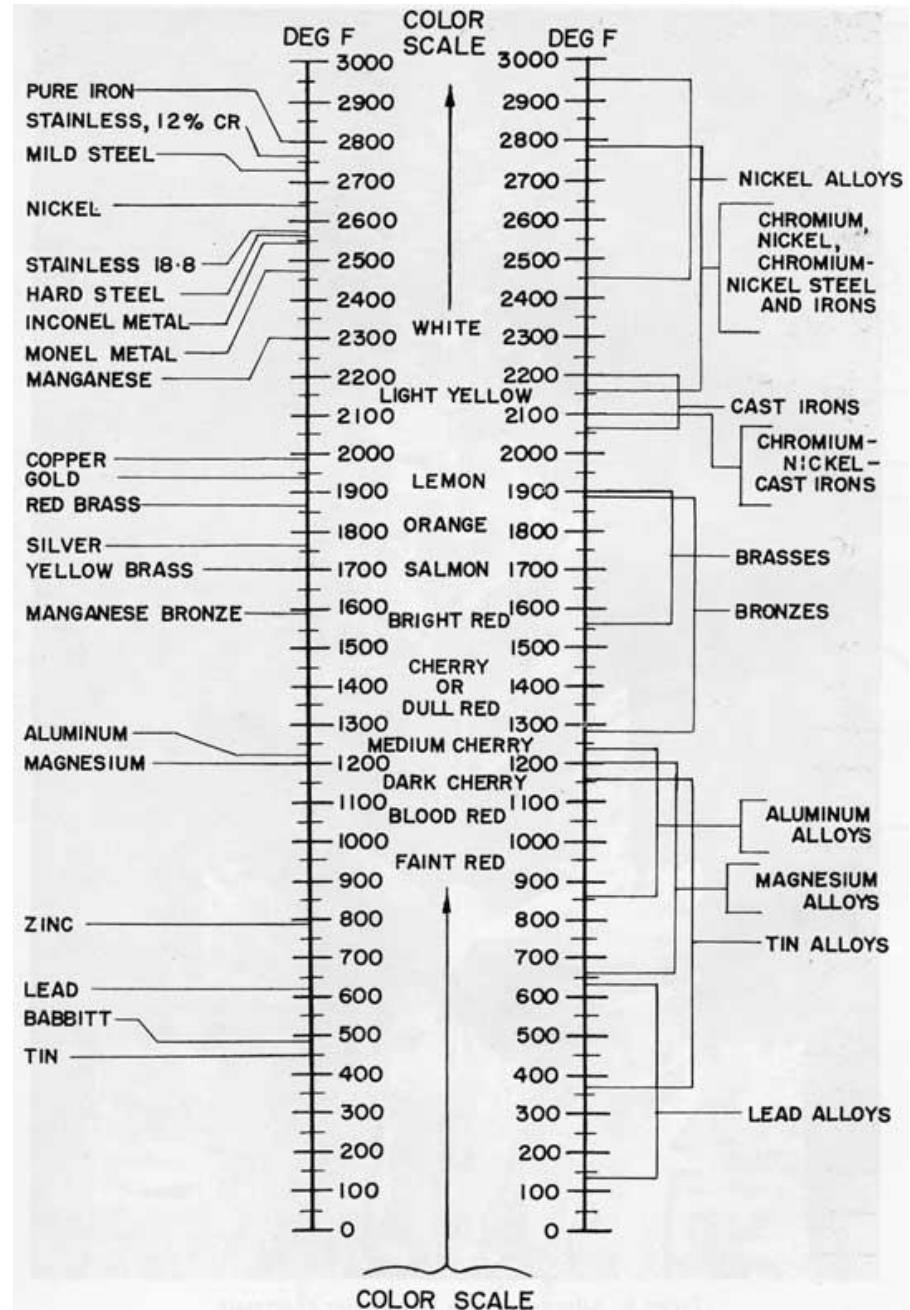 COLOR
SCALE
DEG F
DEG F
3000
2900
2800
2700
2600
2500
2400
2300
2200
2100
2000
1900
1800
1700
1600
1500
1400
1300
1200
1100
1000
900
800
700
600
500
400
300
200
100
0
PURE IRON
STAINLESS, 12% CR
MILD STEEL
NICKEL
STAINLESS 18-8
HARD STEEL
INCONEL METAL
MONEL METAL
MANGANESE
COPPER
GOLD
RED BRASS
SILVER
YELLOW BRASS
MANGANESE BRONZE
ALUMINUM
MAGNESIUM
ZINC
LEAD
BABBITT
TIN
WHITE
LIGHT YELLOW
LEMON
ORANGE
SALMON
BRIGHT RED
CHERRY
OR
DULL RED
MEDIUM CHERRY
DARK CHERRY
BLOOD RED
FAINT RED
3000
2900
2800
2700
2600
2500
2400
2300
2200
2100
2000
1900
1800
1700
1600
1500
1400
1300
1200
1100
1000
900
800
700
600
500
400
300
200
100
0
NICKEL ALLOYS
CHROMIUM,
NICKEL,
CHROMIUM-
NICKEL STEEL
AND IRONS
CAST IRONS
CHROMIUM-
NICKEL-
CAST IRONS
BRASSES
BRONZES
ALUMINUM
ALLOYS
MAGNESIUM
ALLOYS
TIN ALLOYS
LEAD ALLOYS
COLOR SCALE